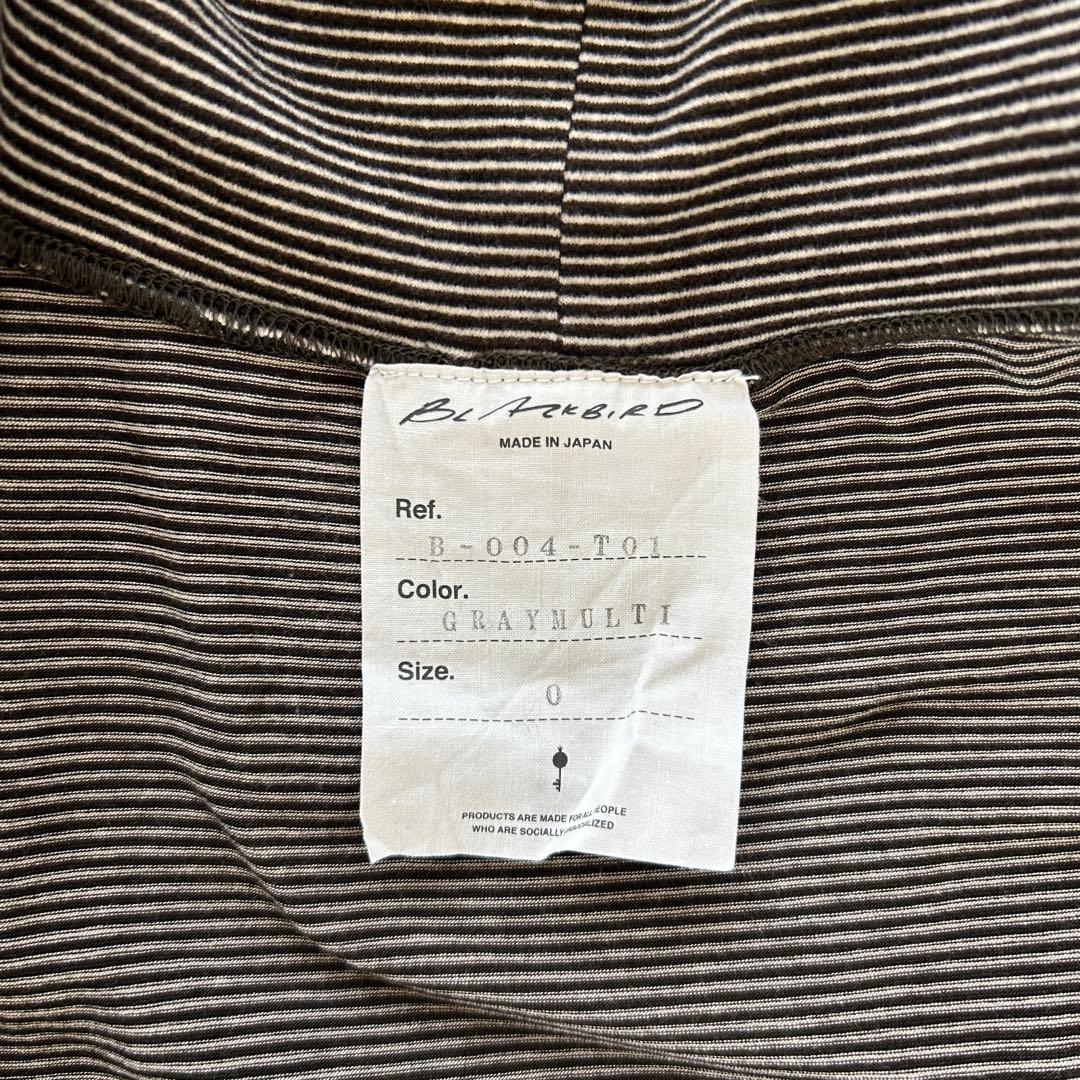 BLACKBIRD
MADE IN JAPAN
Ref.
B-004-T01
Color.
GRAYMULTI
Size.
0
PRODUCTS ARE MADE FOR ALL PEOPLE
WHO ARE SOCIALLY